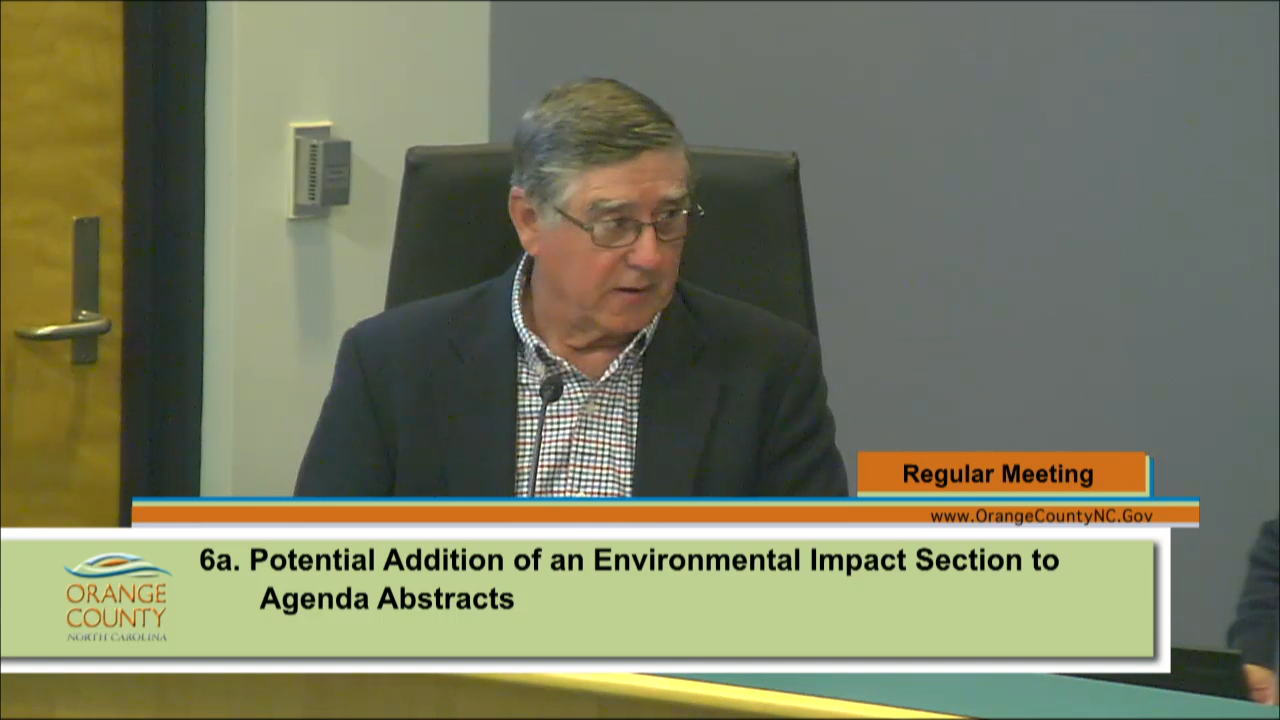 Regular Meeting
www.OrangeCountyNC.Gov
6a. Potential Addition of an Environmental Impact Section to
Agenda Abstracts
ORANGE
COUNTY
NORTH CAROLINA